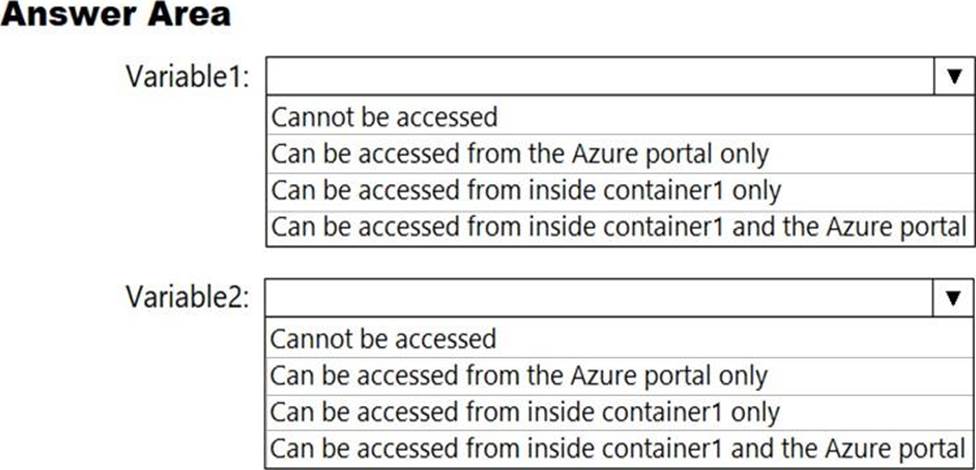 Answer Area
Variable1:
Cannot be accessed
Can be accessed from the Azure portal only
Can be accessed from inside container1 only
Can be accessed from inside container1 and the Azure portal
Variable2:
Cannot be accessed
Can be accessed from the Azure portal only
Can be accessed from inside container1 only
Can be accessed from inside container1 and the Azure portal